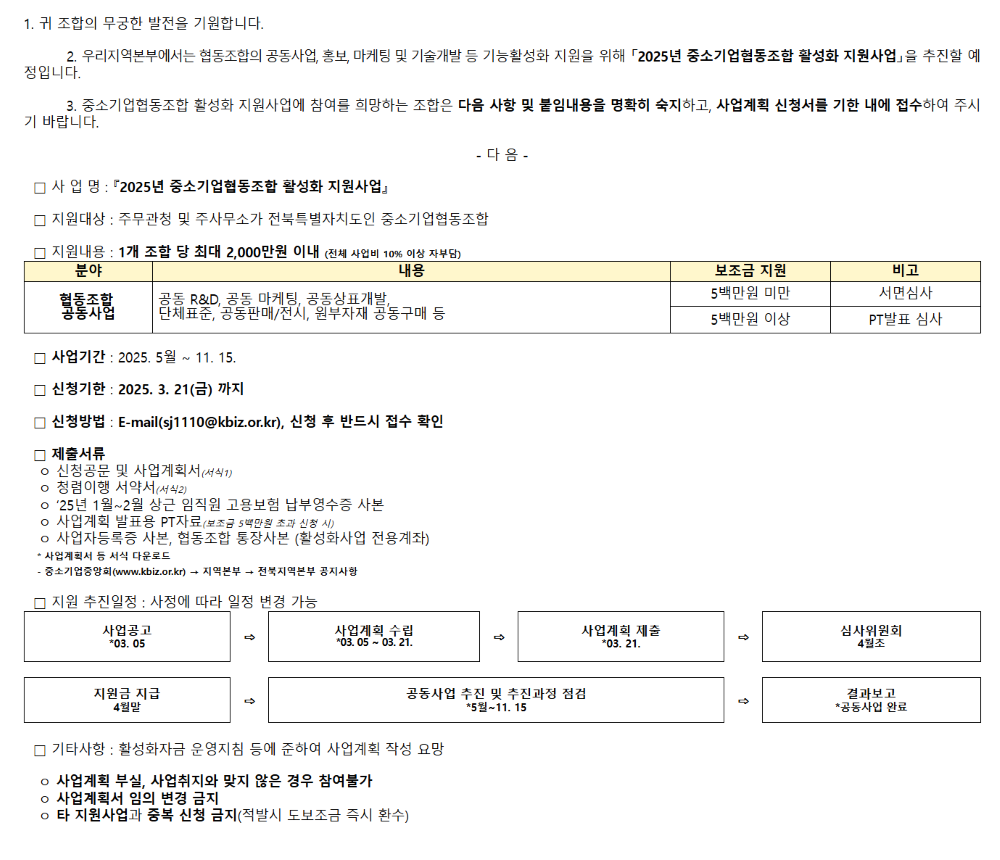 1. 귀 조합의 무궁한 발전을 기원합니다.
2. 우리지역본부에서는 협동조합의 공동사업, 홍보, 마케팅 및 기술개발 등 기능활성화 지원을 위해 「2025년 중소기업협동조합 활성화 지원사업」을 추진할 예
정입니다.
3. 중소기업협동조합 활성화 지원사업에 참여를 희망하는 조합은 다음 사항 및 붙임내용을 명확히 숙지하고, 사업계획 신청서를 기한 내에 접수하여 주시
기 바랍니다.
- 다 음 -
□ 사 업 명 : 『2025년 중소기업협동조합 활성화 지원사업』
□ 지원대상 : 주무관청 및 주사무소가 전북특별자치도인 중소기업협동조합
□ 지원내용 : 1개 조합 당 최대 2,000만원 이내 (전체 사업비 10% 이상 자부담)
분야 내용 보조금 지원 비고
협동조합
공동사업
공동 R&D, 공동 마케팅, 공동상표개발,
단체표준, 공동판매/전시, 원부자재 공동구매 등
5백만원 미만 서면심사
5백만원 이상 PT발표 심사
□ 사업기간 : 2025. 5월 ~ 11. 15.
□ 신청기한 : 2025. 3. 21(금) 까지
□ 신청방법 : E-mail(sj1110@kbiz.or.kr), 신청 후 반드시 접수 확인
□ 제출서류
ㅇ 신청공문 및 사업계획서(서식1)
ㅇ 청렴이행 서약서(서식2)
ㅇ '25년 1월~2월 상근 임직원 고용보험 납부영수증 사본
ㅇ 사업계획 발표용 PT자료(보조금 5백만원 초과 신청 시)
ㅇ 사업자등록증 사본, 협동조합 통장사본 (활성화사업 전용계좌)
* 사업계획서 등 서식 다운로드
- 중소기업중앙회(www.kbiz.or.kr) → 지역본부 → 전북지역본부 공지사항
□ 지원 추진일정 : 사정에 따라 일정 변경 가능
사업공고 ⇨ 사업계획 수립 ⇨ 사업계획 제출 ⇨ 심사위원회
*03. 05 *03. 05 ~ 03. 21. *03. 21. 4월초
지원금 지급 ⇨ 공동사업 추진 및 추진과정 점검 ⇨ 결과보고
4월말 *5월~11. 15 *공동사업 완료
□ 기타사항 : 활성화자금 운영지침 등에 준하여 사업계획 작성 요망
ㅇ 사업계획 부실, 사업취지와 맞지 않은 경우 참여불가
ㅇ 사업계획서 임의 변경 금지
ㅇ 타 지원사업과 중복 신청 금지(적발시 도보조금 즉시 환수)